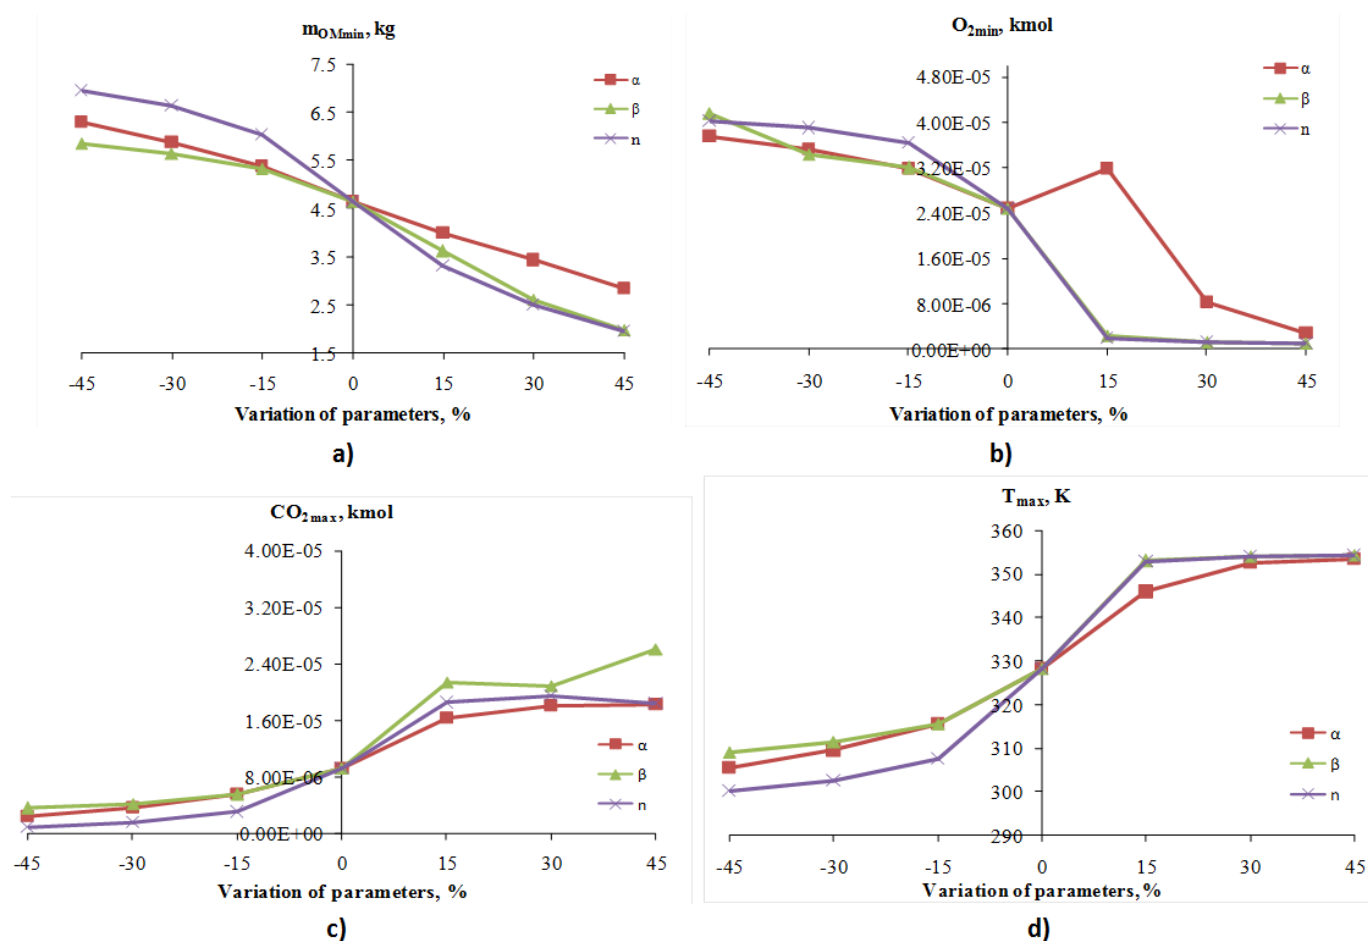 m_OMmin, kg
7.5
6.5
5.5
4.5
3.5
2.5
1.5
α
β
n
-45 -30 -15 0 15 30 45
Variation of parameters, %
a)
O₂min, kmol
4.80E-05
4.00E-05
3.20E-05
2.40E-05
1.60E-05
8.00E-06
0.00E+00
α
β
n
-45 -30 -15 0 15 30 45
Variation of parameters, %
b)
CO₂max, kmol
4.00E-05
3.20E-05
2.40E-05
1.60E-05
8.00E-06
0.00E+00
α
β
n
-45 -30 -15 0 15 30 45
Variation of parameters, %
c)
T_max, K
360
350
340
330
320
310
300
290
α
β
n
-45 -30 -15 0 15 30 45
Variation of parameters, %
d)